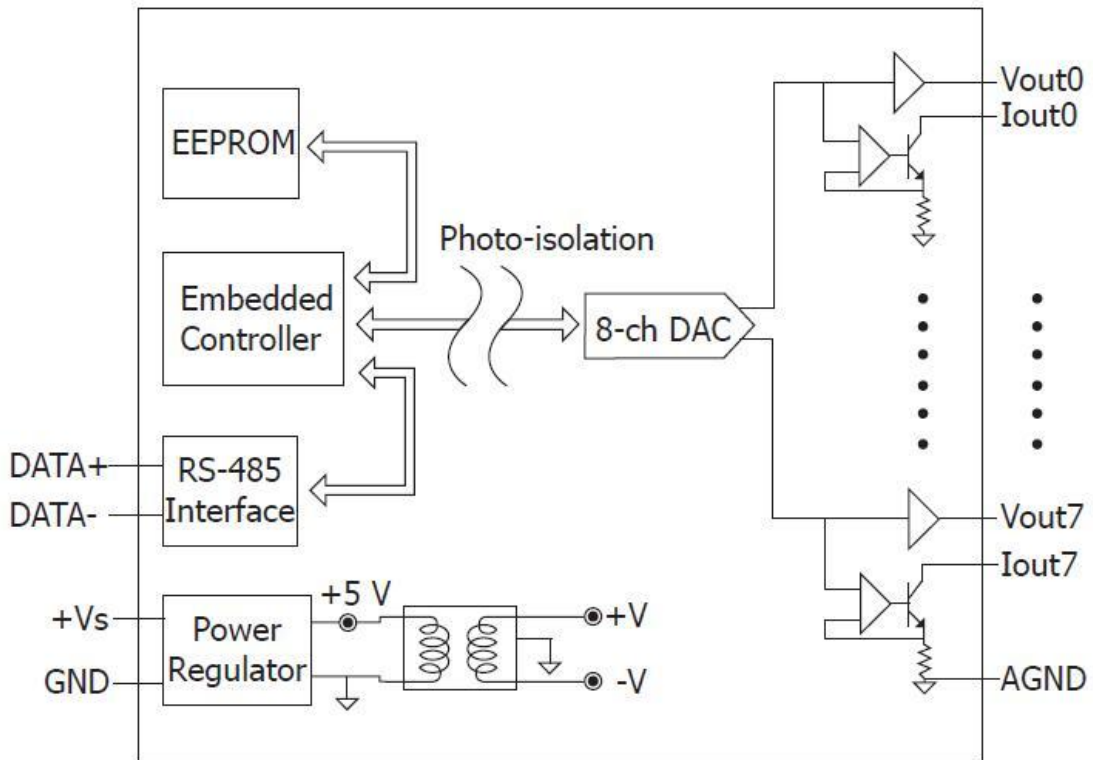 Vout0
Iout0
EEPROM
Photo-isolation
Embedded
Controller
8-ch DAC
DATA+
DATA-
RS-485
Interface
Vout7
Iout7
+Vs
GND
Power
Regulator
+5 V
+V
-V
AGND